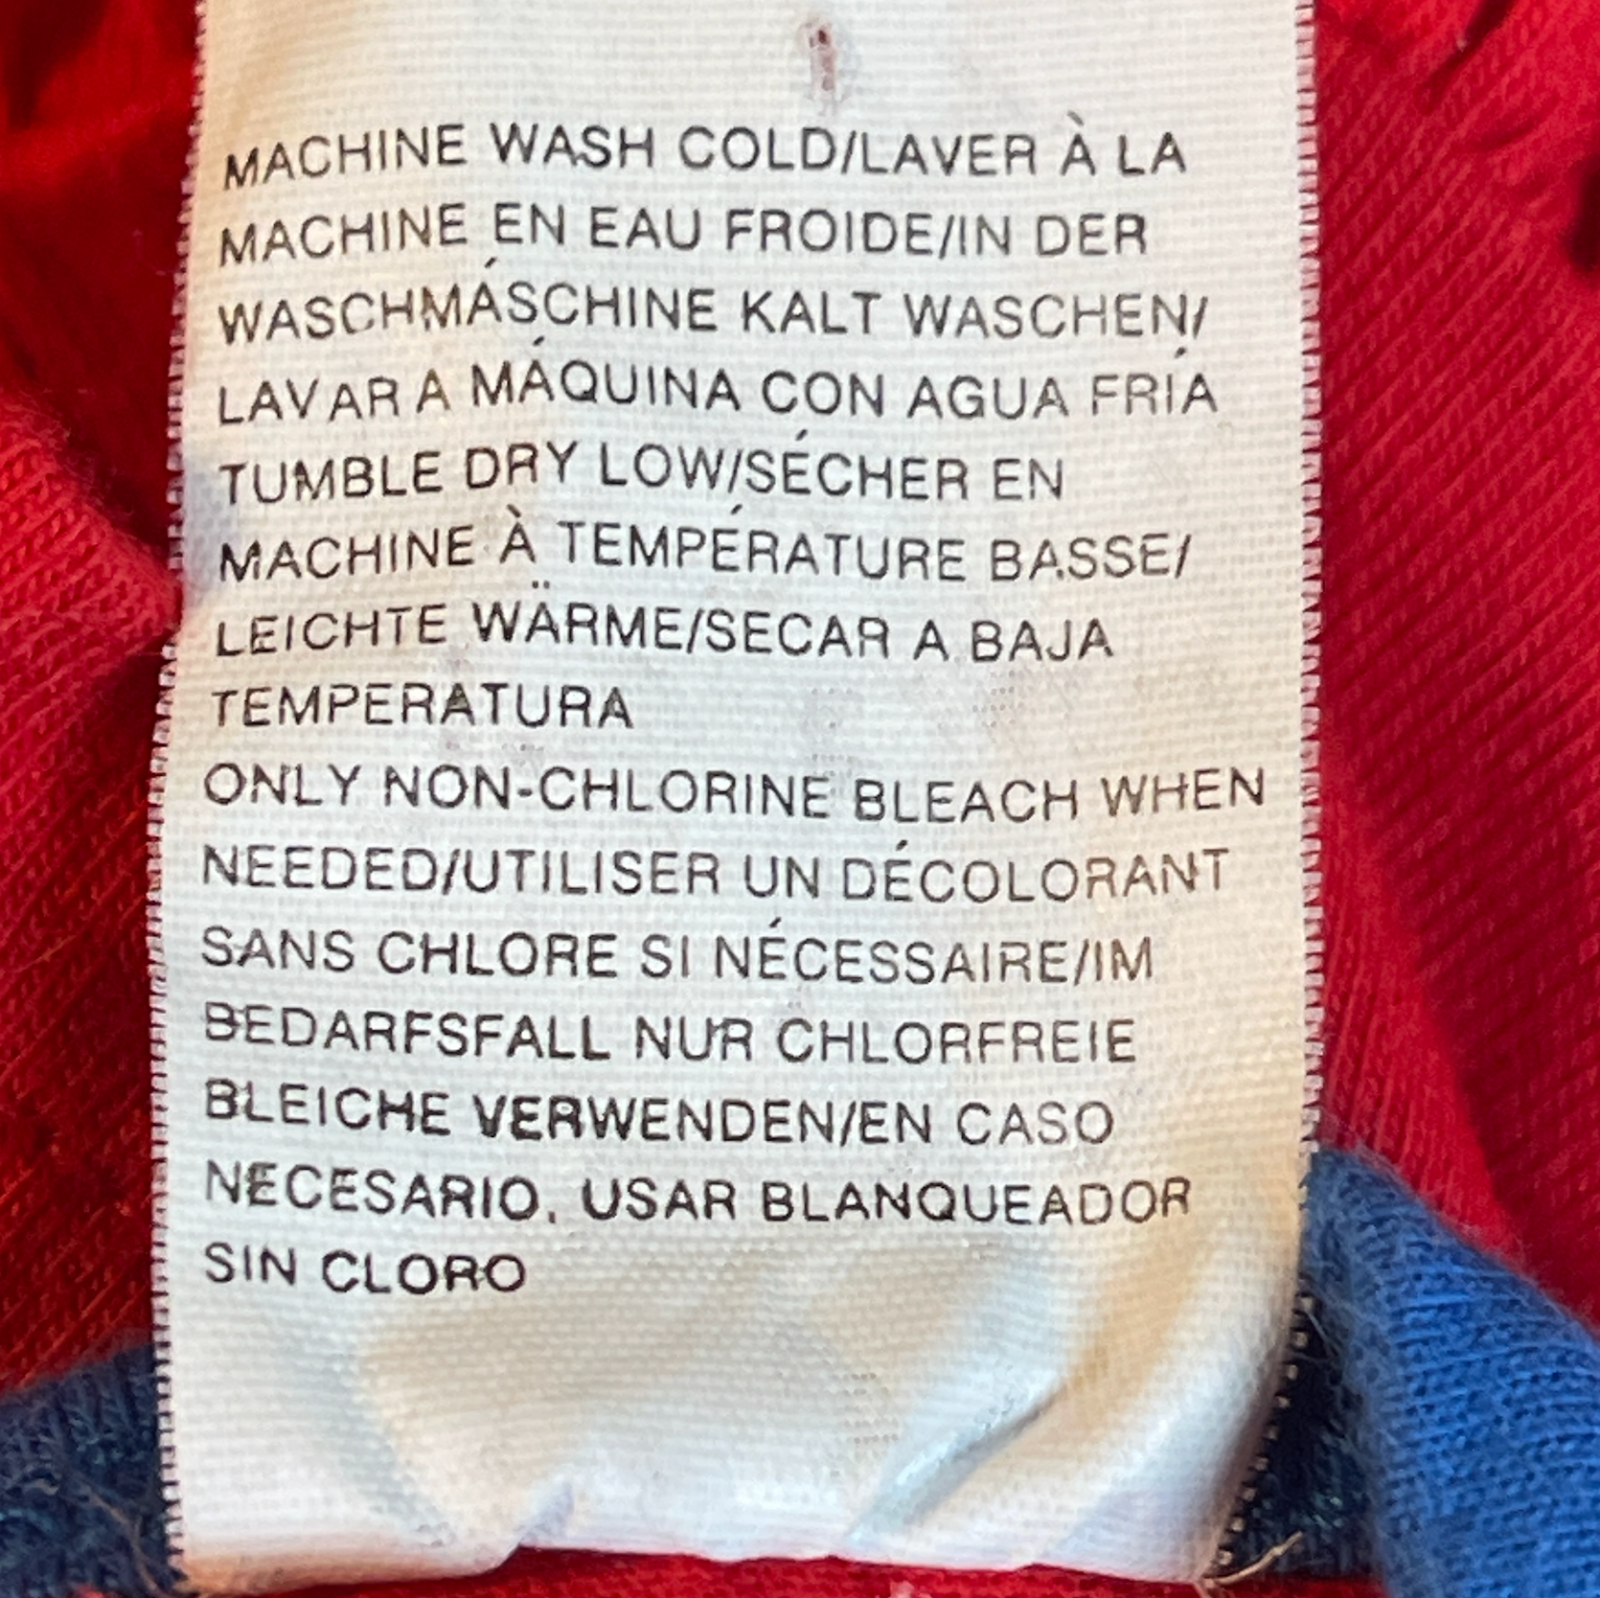 MACHINE WASH COLD/LAVER À LA
MACHINE EN EAU FROIDE/IN DER
WASCHMÁSCHINE KALT WASCHEN/
LAVAR A MÁQUINA CON AGUA FRÍA
TUMBLE DRY LOW/SÉCHER EN
MACHINE À TEMPÉRATURE BASSE/
LEICHTE WÄRME/SECAR A BAJA
TEMPERATURA
ONLY NON-CHLORINE BLEACH WHEN
NEEDED/UTILISER UN DÉCOLORANT
SANS CHLORE SI NÉCESSAIRE/IM
BEDARFSFALL NUR CHLORFREIE
BLEICHE VERWENDEN/EN CASO
NECESARIO, USAR BLANQUEADOR
SIN CLORO